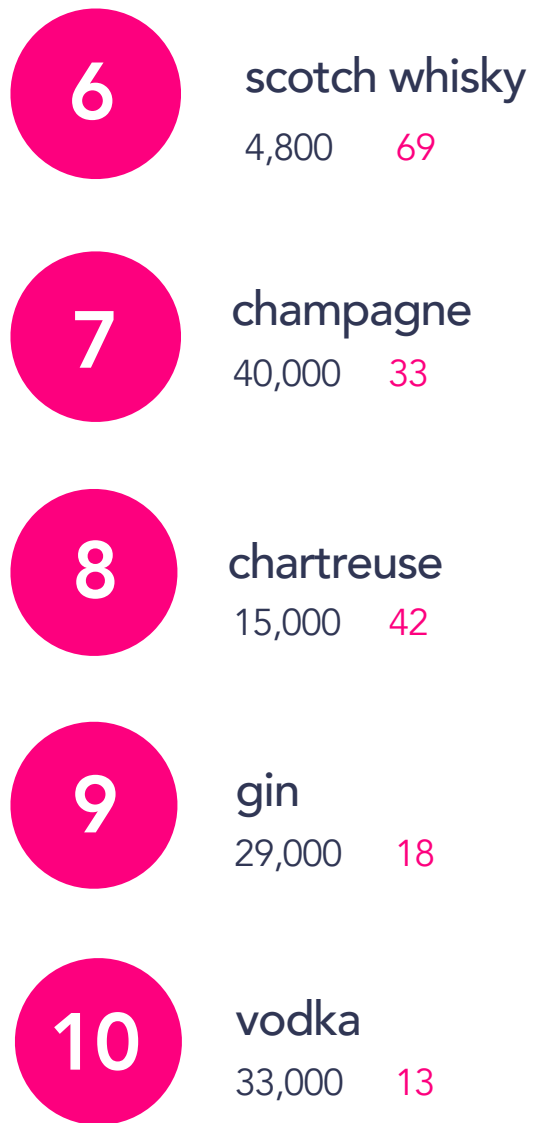 6
scotch whisky
4,800 69
7
champagne
40,000 33
8
chartreuse
15,000 42
9
gin
29,000 18
10
vodka
33,000 13